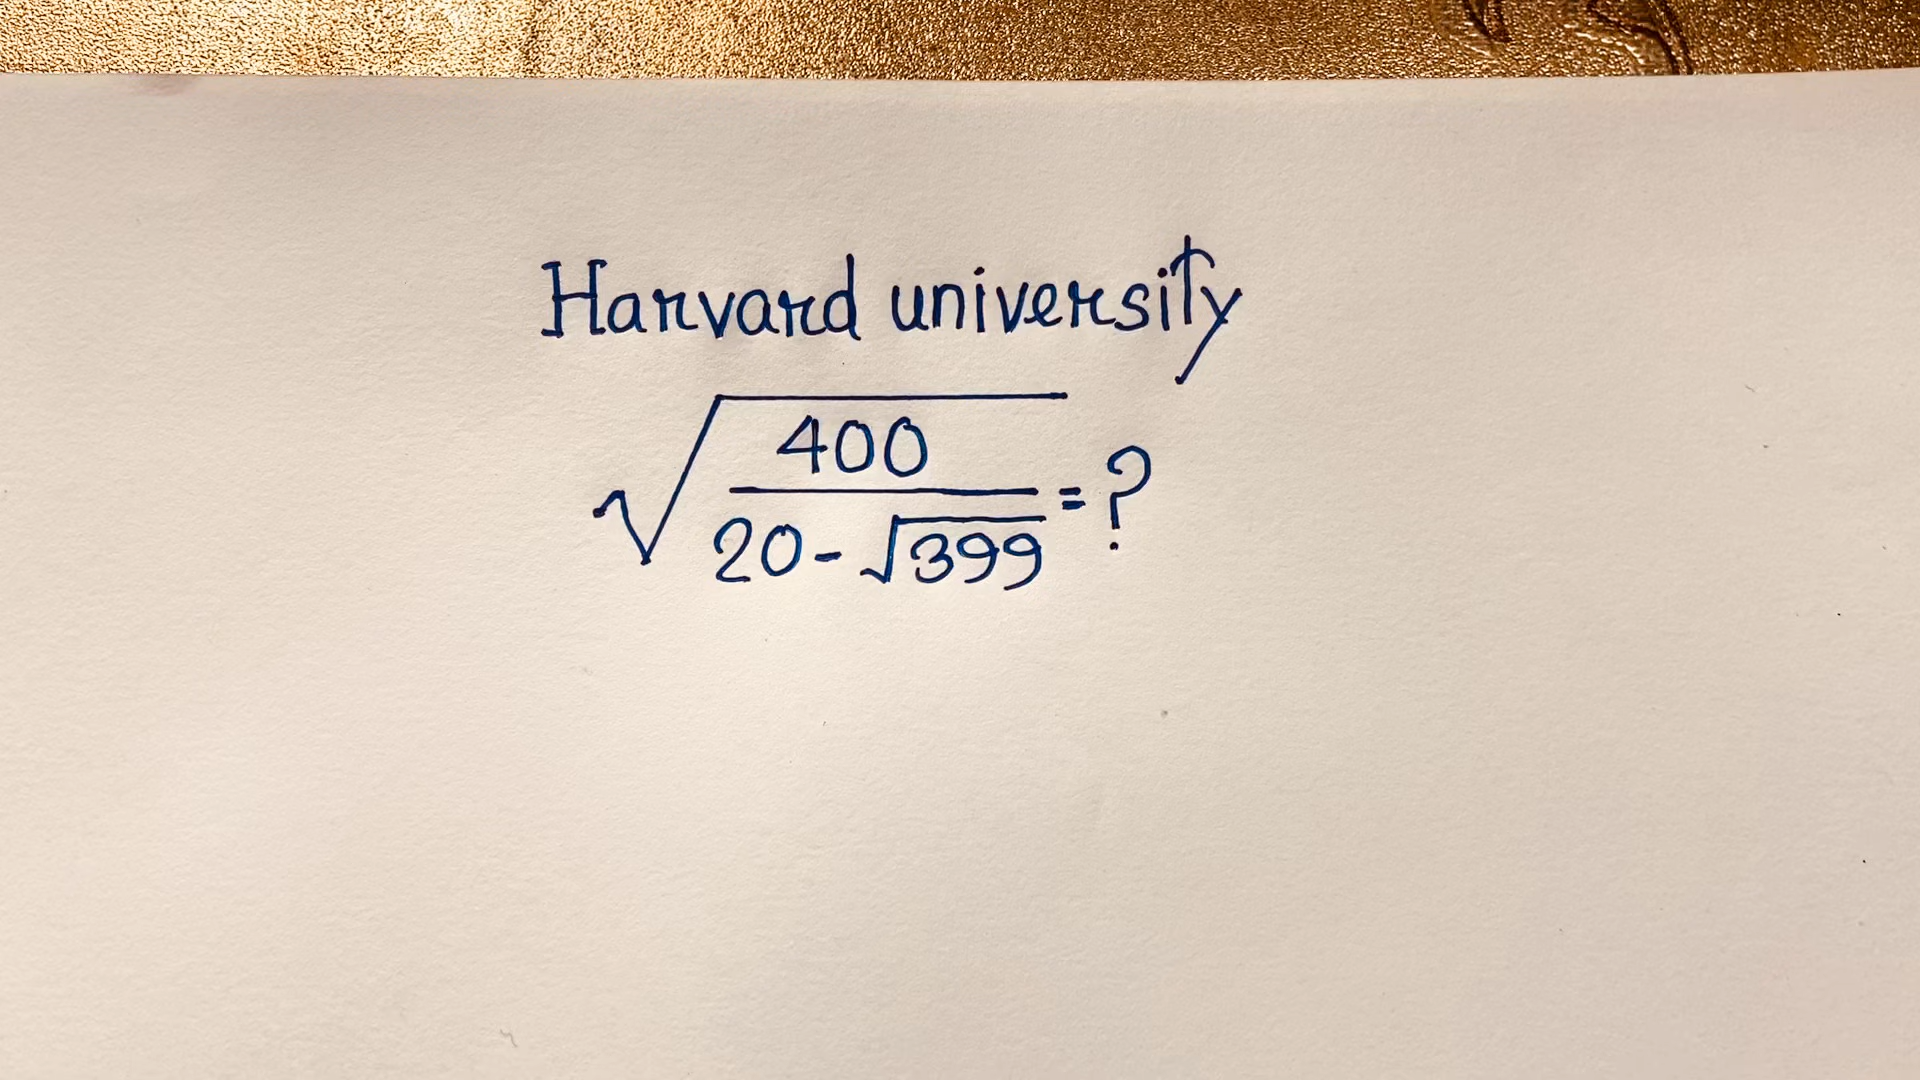 Harvard university
√(400/(20-√399)) = ?